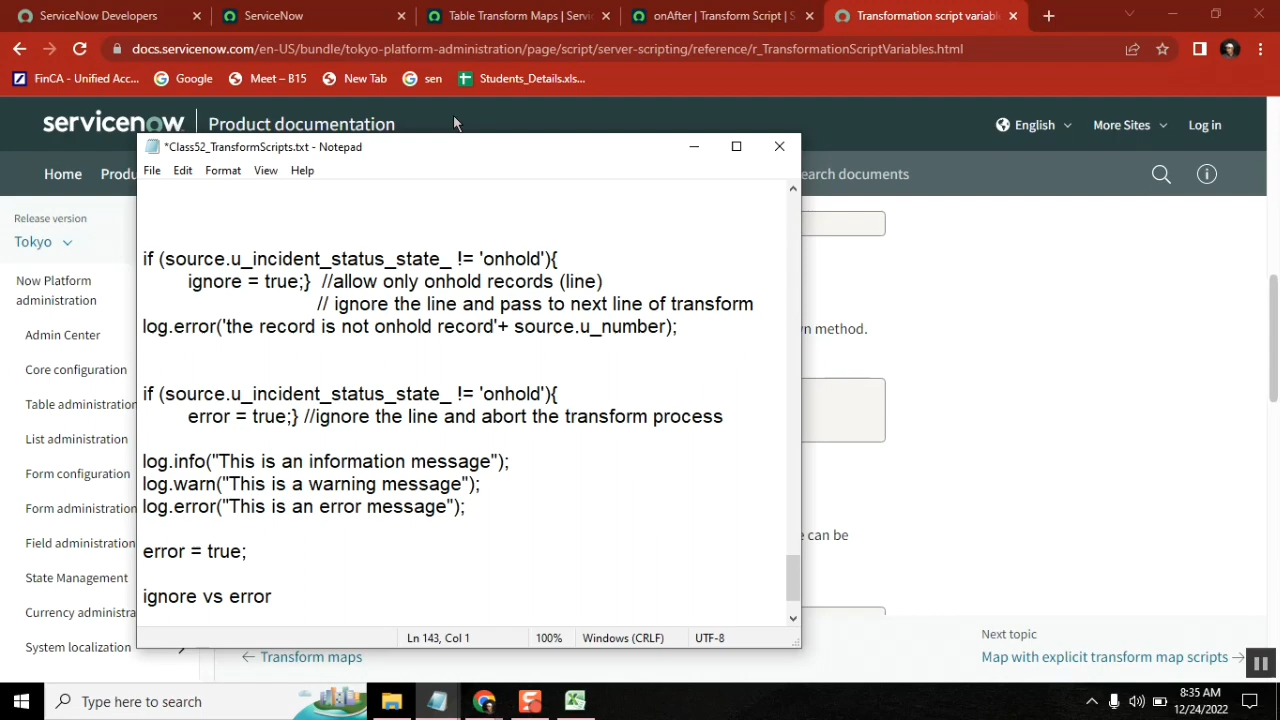 ServiceNow Developers
ServiceNow
Table Transform Maps | Servic
onAfter | Transform Script | S
Transformation script variabl
docs.servicenow.com/en-US/bundle/tokyo-platform-administration/page/script/server-scripting/reference/r_TransformationScriptVariables.html
FinCA - Unified Acc...
Google
Meet – B15
New Tab
sen
Students_Details.xls...
servicenow
Product documentation
English
More Sites
Log in
*Class52_TransformScripts.txt - Notepad
Home
File Edit Format View Help
Release version
Tokyo
Now Platform
administration
Admin Center
Core configuration
Table administration
List administration
Form configuration
Form administration
Field administration
State Management
System localization
if (source.u_incident_status_state_ != 'onhold'){
ignore = true;} //allow only onhold records (line)
// ignore the line and pass to next line of transform
log.error('the record is not onhold record'+ source.u_number);
if (source.u_incident_status_state_ != 'onhold'){
error = true;} //ignore the line and abort the transform process
log.info("This is an information message");
log.warn("This is a warning message");
log.error("This is an error message");
error = true;
ignore vs error
Ln 143, Col 1
100%
Windows (CRLF)
UTF-8
documents
method.
can be
Transform maps
Next topic
Map with explicit transform map scripts
Type here to search
8:35 AM
12/24/2022